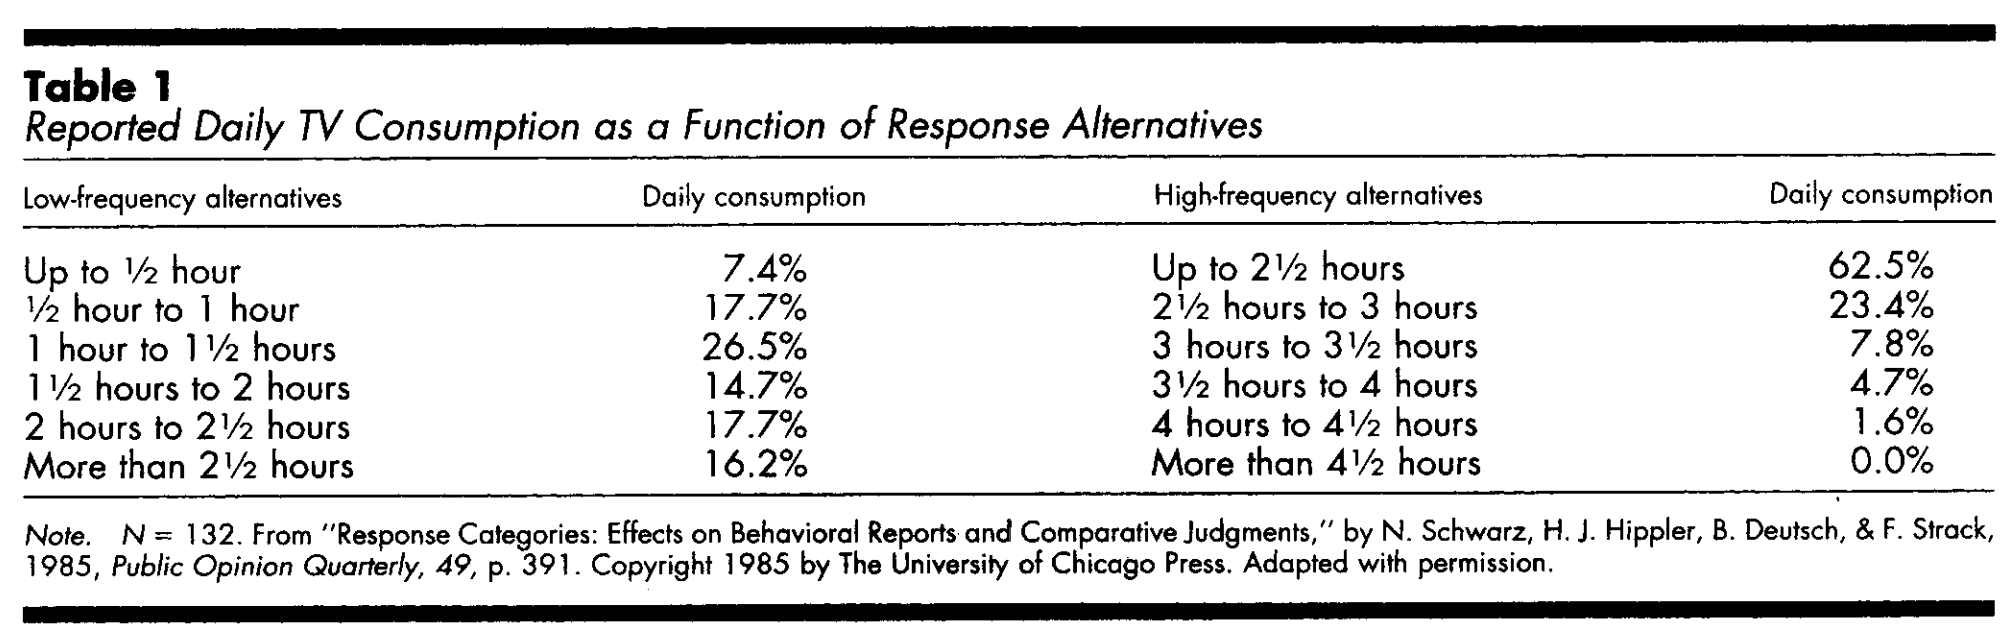 Table 1
Reported Daily TV Consumption as a Function of Response Alternatives
Low-frequency alternatives Daily consumption High-frequency alternatives Daily consumption
Up to ½ hour 7.4% Up to 2½ hours 62.5%
½ hour to 1 hour 17.7% 2½ hours to 3 hours 23.4%
1 hour to 1½ hours 26.5% 3 hours to 3½ hours 7.8%
1½ hours to 2 hours 14.7% 3½ hours to 4 hours 4.7%
2 hours to 2½ hours 17.7% 4 hours to 4½ hours 1.6%
More than 2½ hours 16.2% More than 4½ hours 0.0%
Note. N = 132. From "Response Categories: Effects on Behavioral Reports and Comparative Judgments," by N. Schwarz, H. J. Hippler, B. Deutsch, & F. Strack,
1985, Public Opinion Quarterly, 49, p. 391. Copyright 1985 by The University of Chicago Press. Adapted with permission.